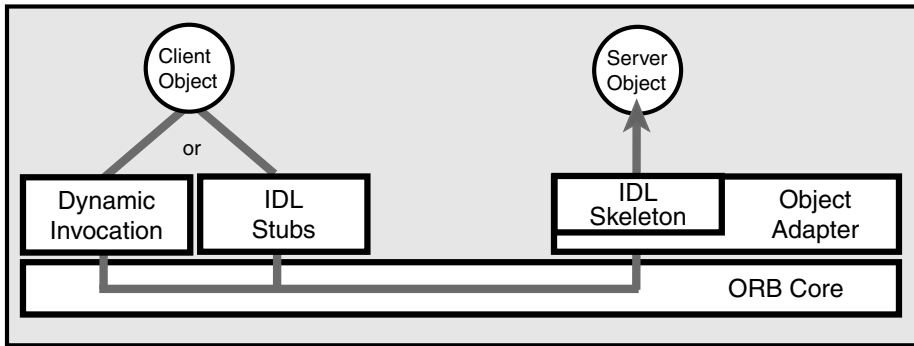 Client
Object
Server
Object
or
Dynamic
Invocation
IDL
Stubs
IDL
Skeleton
Object
Adapter
ORB Core